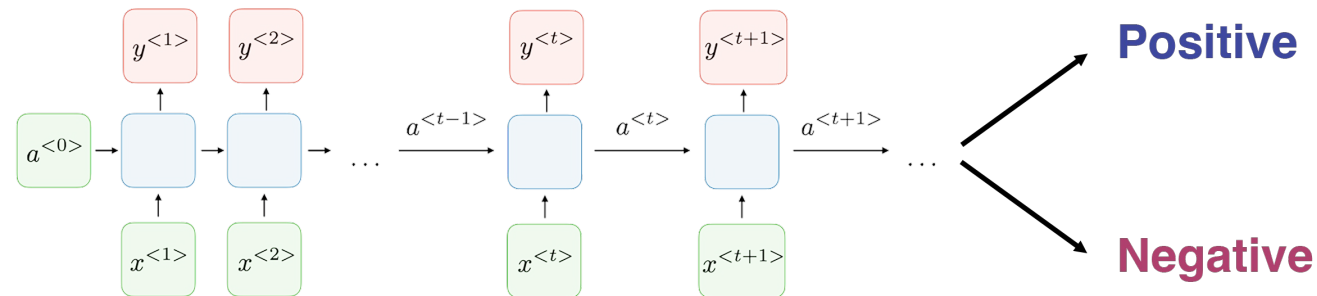 y^{<1>} y^{<2>} y^{<t>} y^{<t+1>} Positive
a^{<0>} ... a^{<t-1>} a^{<t>} a^{<t+1>} ...
x^{<1>} x^{<2>} x^{<t>} x^{<t+1>} Negative